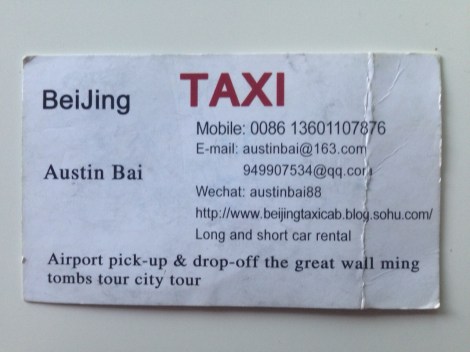 BeiJing TAXI
Mobile: 0086 13601107876
E-mail: austinbai@163.com
Austin Bai
949907534@qq.com
Wechat: austinbai88
http://www.beijingtaxicab.blog.sohu.com/
Long and short car rental
Airport pick-up & drop-off the great wall ming
tombs tour city tour